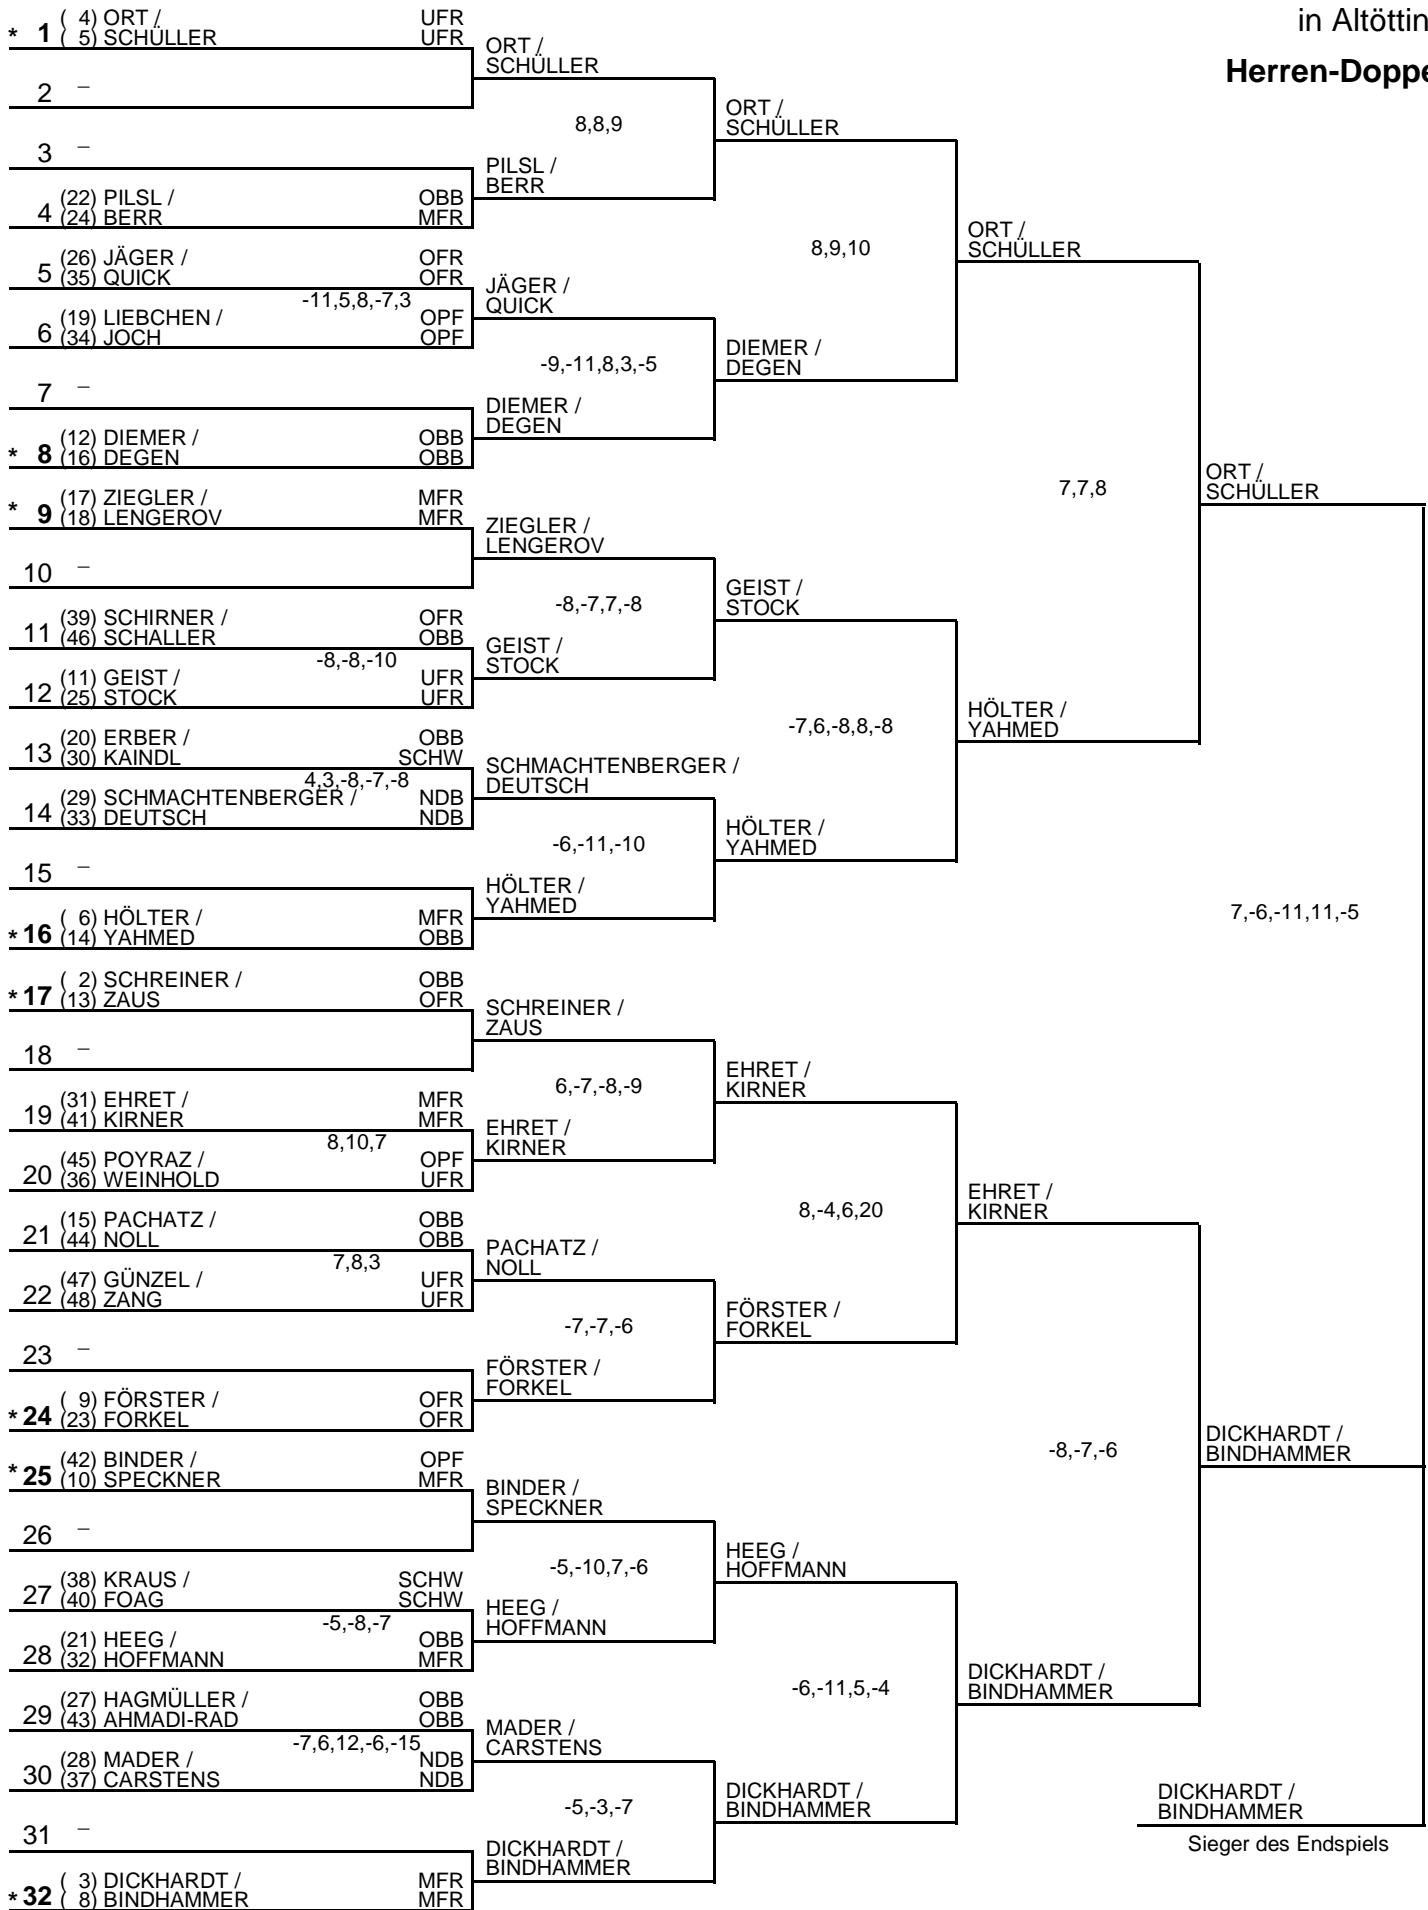 in Altöttin
Herren-Doppe
* 1 ( 4) ORT / UFR
( 5) SCHÜLLER UFR
2 –
3 –
4 (22) PILSL / OBB
(24) BERR MFR
5 (26) JÄGER / OFR
(35) QUICK OFR
-11,5,8,-7,3
6 (19) LIEBCHEN / OPF
(34) JOCH OPF
7 –
* 8 (12) DIEMER / OBB
(16) DEGEN OBB
* 9 (17) ZIEGLER / MFR
(18) LENGEROV MFR
10 –
11 (39) SCHIRNER / OFR
(46) SCHALLER OBB
-8,-8,-10
12 (11) GEIST / UFR
(25) STOCK UFR
13 (20) ERBER / OBB
(30) KAINDL SCHW
4,3,-8,-7,-8
14 (29) SCHMACHTENBERGER / NDB
(33) DEUTSCH NDB
15 –
* 16 ( 6) HÖLTER / MFR
(14) YAHMED OBB
* 17 ( 2) SCHREINER / OBB
(13) ZAUS OFR
18 –
19 (31) EHRET / MFR
(41) KIRNER MFR
8,10,7
20 (45) POYRAZ / OPF
(36) WEINHOLD UFR
21 (15) PACHATZ / OBB
(44) NOLL OBB
7,8,3
22 (47) GÜNZEL / UFR
(48) ZANG UFR
23 –
* 24 ( 9) FÖRSTER / OFR
(23) FORKEL OFR
* 25 (42) BINDER / OPF
(10) SPECKNER MFR
26 –
27 (38) KRAUS / SCHW
(40) FOAG SCHW
-5,-8,-7
28 (21) HEEG / OBB
(32) HOFFMANN MFR
29 (27) HAGMÜLLER / OBB
(43) AHMADI-RAD OBB
-7,6,12,-6,-15
30 (28) MADER / NDB
(37) CARSTENS NDB
31 –
* 32 ( 3) DICKHARDT / MFR
( 8) BINDHAMMER MFR
ORT /
SCHÜLLER
8,8,9
PILSL /
BERR
JÄGER /
QUICK
-9,-11,8,3,-5
DIEMER /
DEGEN
ZIEGLER /
LENGEROV
-8,-7,7,-8
GEIST /
STOCK
SCHMACHTENBERGER /
DEUTSCH
-6,-11,-10
HÖLTER /
YAHMED
SCHREINER /
ZAUS
6,-7,-8,-9
EHRET /
KIRNER
PACHATZ /
NOLL
-7,-7,-6
FÖRSTER /
FORKEL
BINDER /
SPECKNER
-5,-10,7,-6
HEEG /
HOFFMANN
MADER /
CARSTENS
-5,-3,-7
DICKHARDT /
BINDHAMMER
ORT /
SCHÜLLER
8,9,10
DIEMER /
DEGEN
GEIST /
STOCK
-7,6,-8,8,-8
HÖLTER /
YAHMED
EHRET /
KIRNER
8,-4,6,20
FÖRSTER /
FORKEL
HEEG /
HOFFMANN
-6,-11,5,-4
DICKHARDT /
BINDHAMMER
ORT /
SCHÜLLER
7,7,8
HÖLTER /
YAHMED
EHRET /
KIRNER
-8,-7,-6
DICKHARDT /
BINDHAMMER
ORT /
SCHÜLLER
7,-6,-11,11,-5
DICKHARDT /
BINDHAMMER
DICKHARDT /
BINDHAMMER
Sieger des Endspiels